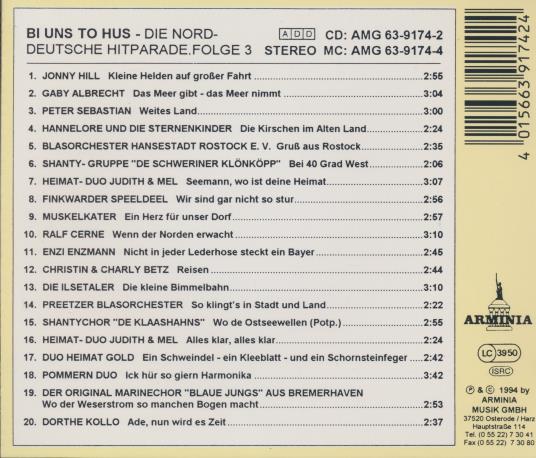 BI UNS TO HUS - DIE NORD- ADD CD: AMG 63-9174-2
DEUTSCHE HITPARADE.FOLGE 3 STEREO MC: AMG 63-9174-4
1. JONNY HILL Kleine Helden auf großer Fahrt 2:55
2. GABY ALBRECHT Das Meer gibt - das Meer nimmt 3:04
3. PETER SEBASTIAN Weites Land 3:00
4. HANNELORE UND DIE STERNENKINDER Die Kirschen im Alten Land 2:24
5. BLASORCHESTER HANSESTADT ROSTOCK E. V. Gruß aus Rostock 2:35
6. SHANTY- GRUPPE "DE SCHWERINER KLÖNKÖPP" Bei 40 Grad West 2:06
7. HEIMAT- DUO JUDITH & MEL Seemann, wo ist deine Heimat 3:07
8. FINKWARDER SPEELDEEL Wir sind gar nicht so stur 2:56
9. MUSKELKATER Ein Herz für unser Dorf 2:57
10. RALF CERNE Wenn der Norden erwacht 3:10
11. ENZI ENZMANN Nicht in jeder Lederhose steckt ein Bayer 2:45
12. CHRISTIN & CHARLY BETZ Reisen 2:44
13. DIE ILSETALER Die kleine Bimmelbahn 3:10
14. PREETZER BLASORCHESTER So klingt's in Stadt und Land 2:22
15. SHANTYCHOR "DE KLAASHAHNS" Wo de Ostseewellen (Potp.) 2:55
16. HEIMAT- DUO JUDITH & MEL Alles klar, alles klar 2:24
17. DUO HEIMAT GOLD Ein Schweindel - ein Kleeblatt - und ein Schornsteinfeger 2:42
18. POMMERN DUO Ick hür so giern Harmonika 3:42
19. DER ORIGINAL MARINECHOR "BLAUE JUNGS" AUS BREMERHAVEN
Wo der Weserstrom so manchen Bogen macht 2:53
20. DORTHE KOLLO Ade, nun wird es Zeit 2:37
4 015663 917424
ARMINIA
LC 3950
ISRC
℗ & © 1994 by
ARMINIA
MUSIK GMBH
37520 Osterode / Harz
Hauptstraße 114
Tel. (0 55 22) 7 30 41
Fax (0 55 22) 7 30 80